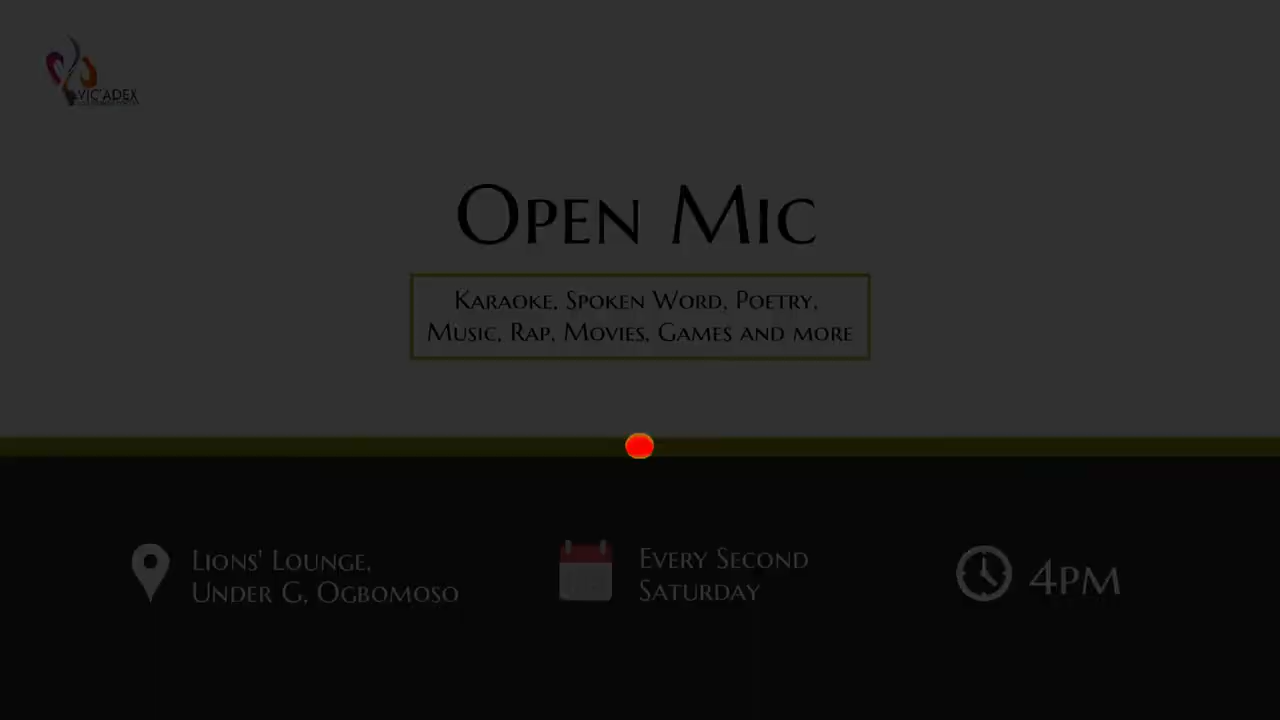 VIC'ADEX
Open Mic
Karaoke, Spoken Word, Poetry,
Music, Rap, Movies, Games and more
Lions' Lounge,
Under G, Ogbomoso
Every Second
Saturday
4pm